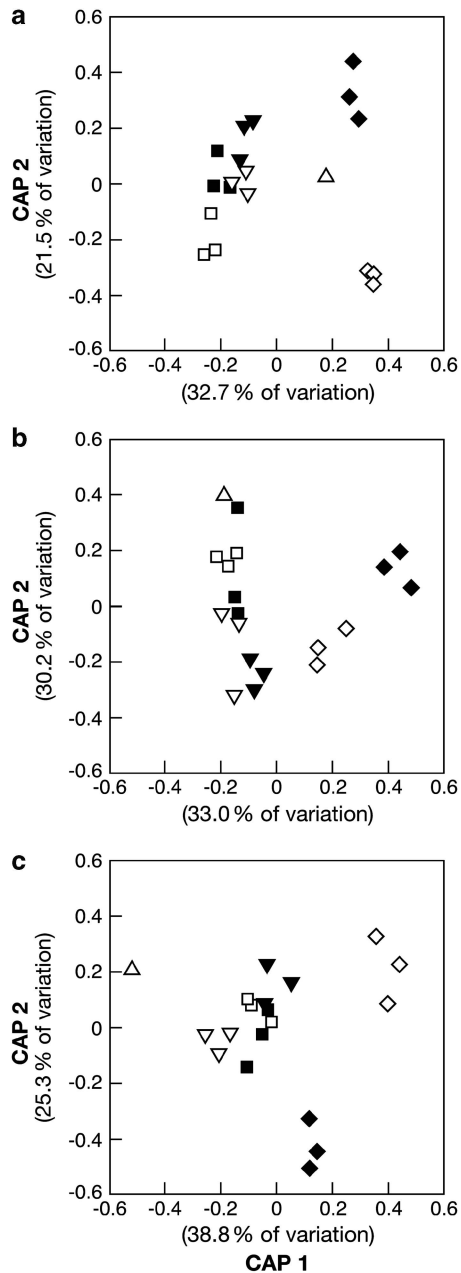 a
0.6
0.4
0.2
0
-0.2
-0.4
-0.6
CAP 2
(21.5 % of variation)
-0.6 -0.4 -0.2 0 0.2 0.4 0.6
(32.7 % of variation)
b
0.6
0.4
0.2
0
-0.2
-0.4
-0.6
CAP 2
(30.2 % of variation)
-0.6 -0.4 -0.2 0 0.2 0.4 0.6
(33.0 % of variation)
c
0.6
0.4
0.2
0
-0.2
-0.4
-0.6
CAP 2
(25.3 % of variation)
-0.6 -0.4 -0.2 0 0.2 0.4 0.6
(38.8 % of variation)
CAP 1